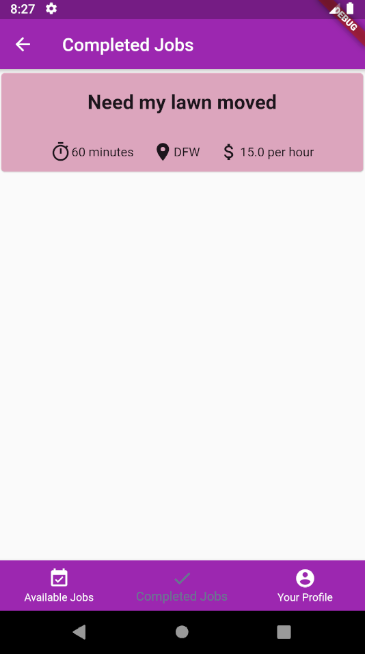 8:27
DEBUG
Completed Jobs
Need my lawn moved
60 minutes DFW $ 15.0 per hour
Available Jobs Completed Jobs Your Profile